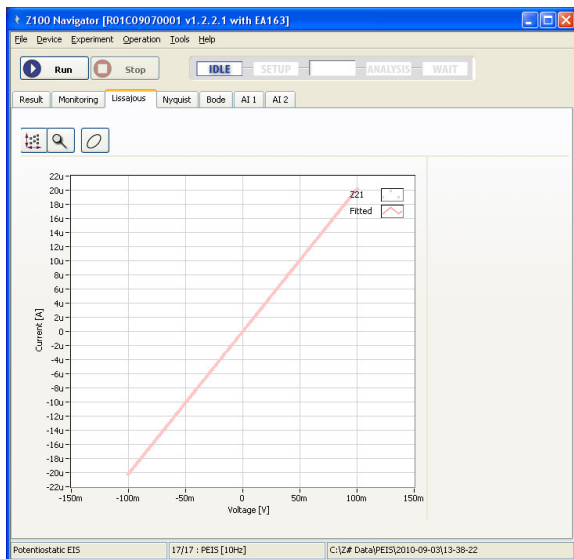 Z100 Navigator [R01C09070001 v1.2.2.1 with EA163]
File Device Experiment Operation Tools Help
Run Stop IDLE SETUP ANALYSIS WAIT
Result Monitoring Lissajous Nyquist Bode AI 1 AI 2
Z21
Fitted
22u
20u
18u
16u
14u
12u
10u
8u
6u
4u
2u
0
-2u
-4u
-6u
-8u
-10u
-12u
-14u
-16u
-18u
-20u
-22u
Current [A]
-150m -100m -50m 0 50m 100m 150m
Voltage [V]
Potentiostatic EIS 17/17 : PEIS [10Hz] C:\Z# Data\PEIS\2010-09-03\13-38-22